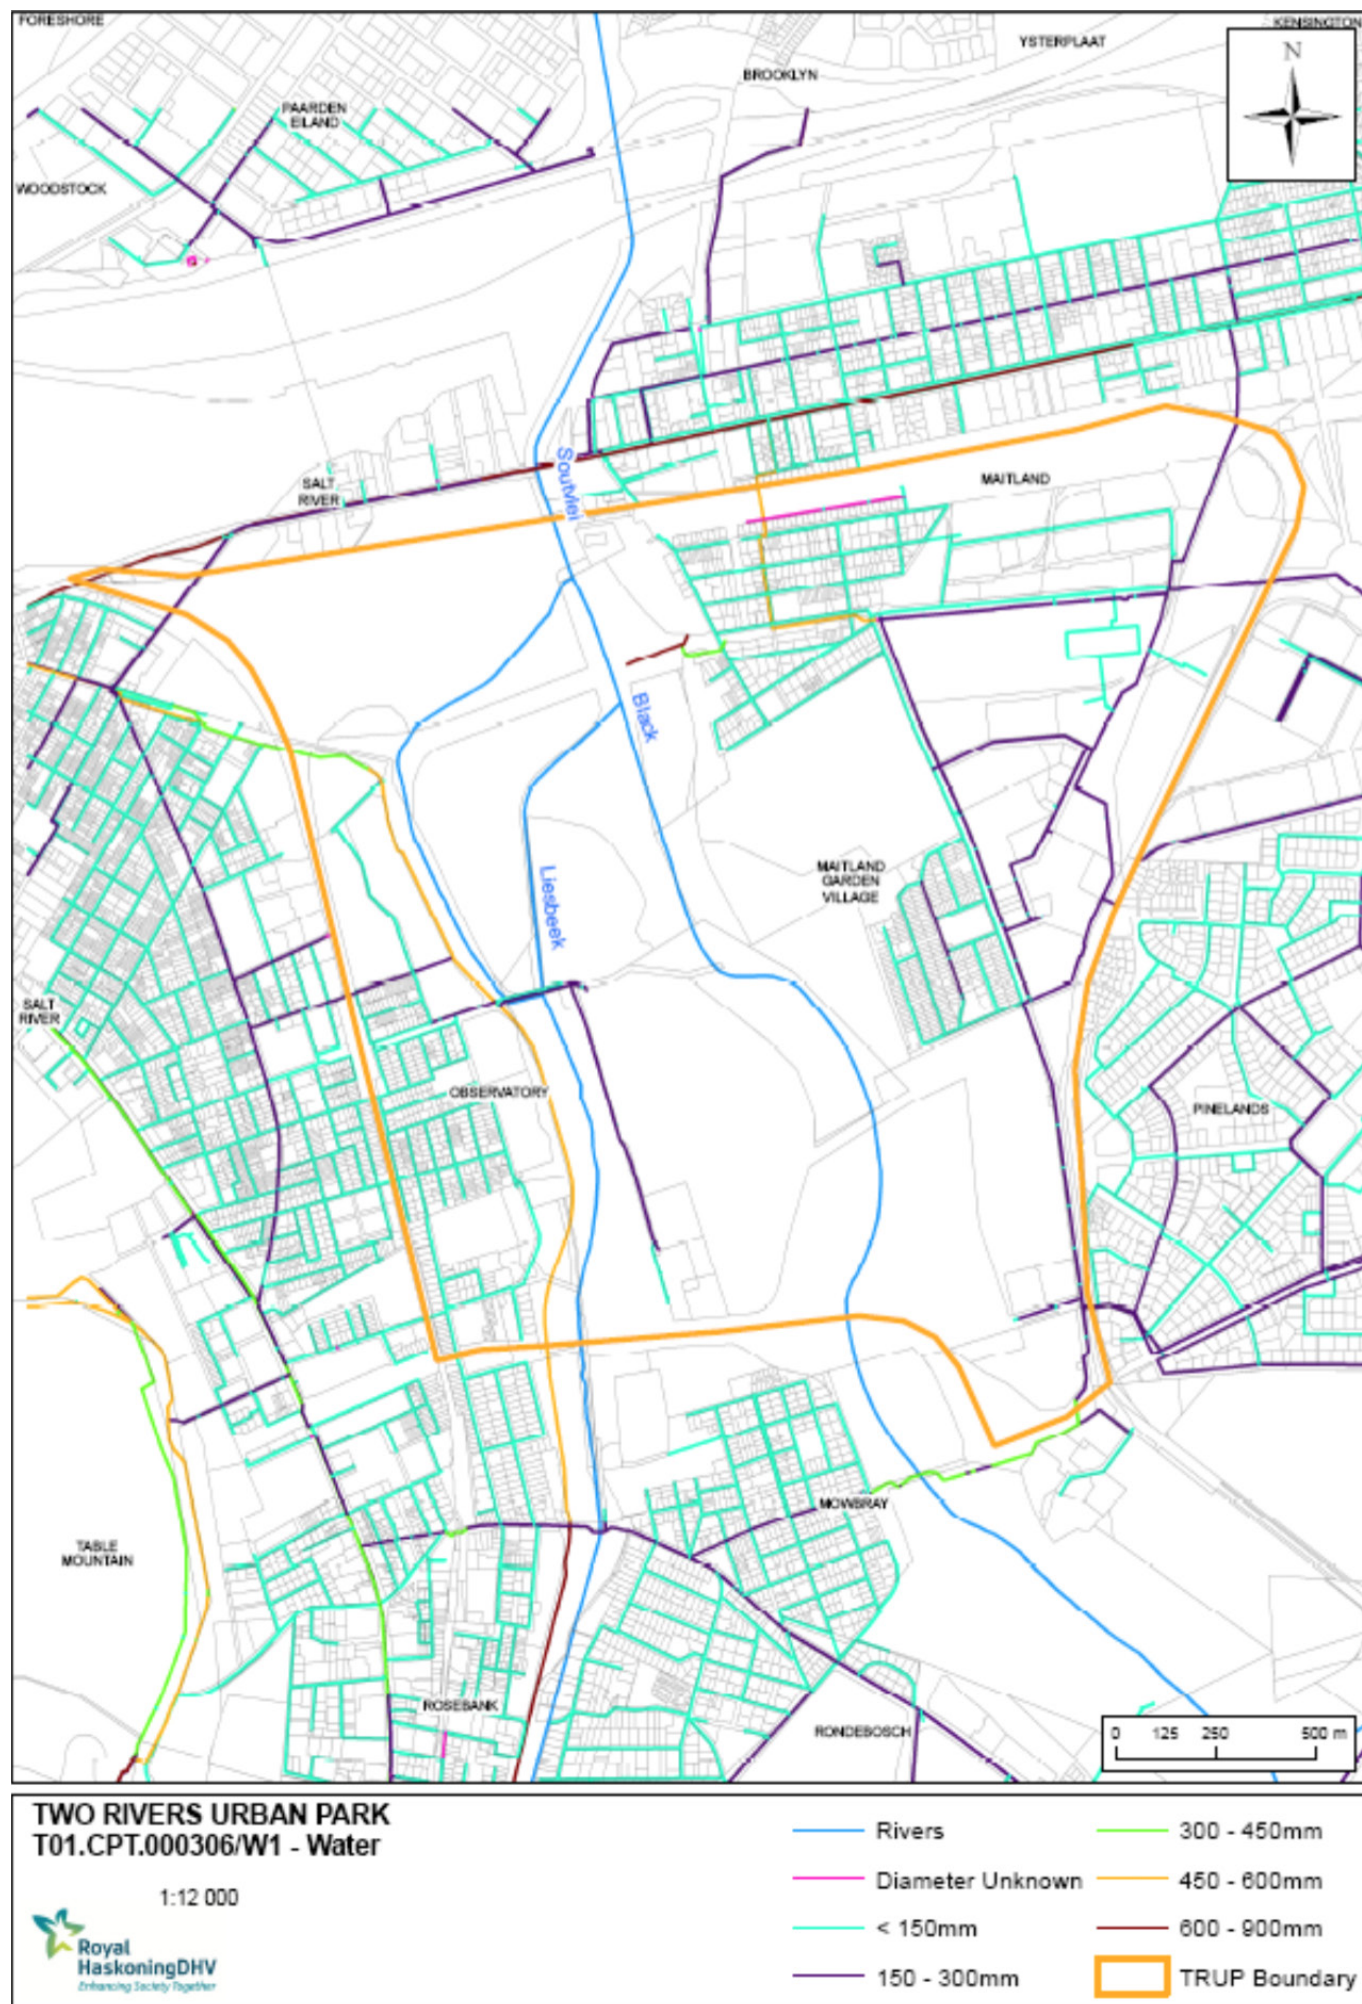 FORESHORE
KENSINGTON
YSTERPLAAT
BROOKLYN
N
PAARDEN
EILAND
WOODSTOCK
Soutvlei
SALT
RIVER
MAITLAND
Black
MAITLAND
GARDEN
VILLAGE
Liesbeek
SALT
RIVER
OBSERVATORY
PINELANDS
MOWBRAY
TABLE
MOUNTAIN
ROSEBANK
RONDEBOSCH
0 125 250 500 m
TWO RIVERS URBAN PARK
T01.CPT.000306/W1 - Water
1:12 000
Royal
HaskoningDHV
Enhancing Society Together
Rivers
Diameter Unknown
< 150mm
150 - 300mm
300 - 450mm
450 - 600mm
600 - 900mm
TRUP Boundary